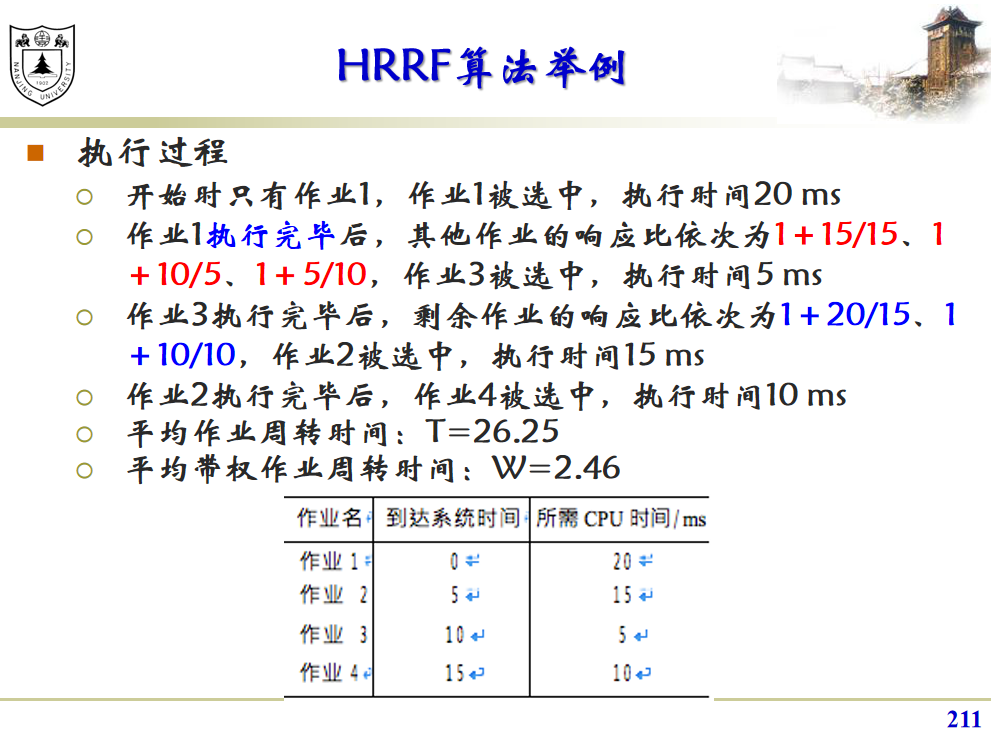 NANJING UNIVERSITY
1902
HRRF算法举例
执行过程
开始时只有作业1，作业1被选中，执行时间20 ms
作业1执行完毕后，其他作业的响应比依次为1+15/15、1
+10/5、1+5/10，作业3被选中，执行时间5 ms
作业3执行完毕后，剩余作业的响应比依次为1+20/15、1
+10/10，作业2被选中，执行时间15 ms
作业2执行完毕后，作业4被选中，执行时间10 ms
平均作业周转时间：T=26.25
平均带权作业周转时间：W=2.46
作业名 到达系统时间 所需 CPU 时间/ms
作业 1 0 20
作业 2 5 15
作业 3 10 5
作业 4 15 10
211